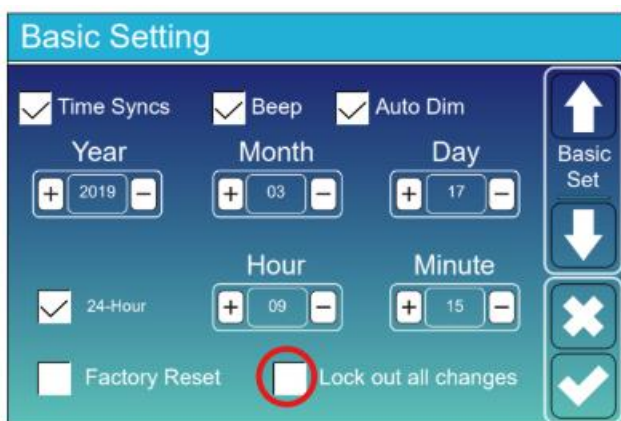 Basic Setting
Time Syncs Beep Auto Dim
Year Month Day
+ 2019 − + 03 − + 17 −
Basic
Set
Hour Minute
24-Hour + 09 − + 15 −
Factory Reset Lock out all changes